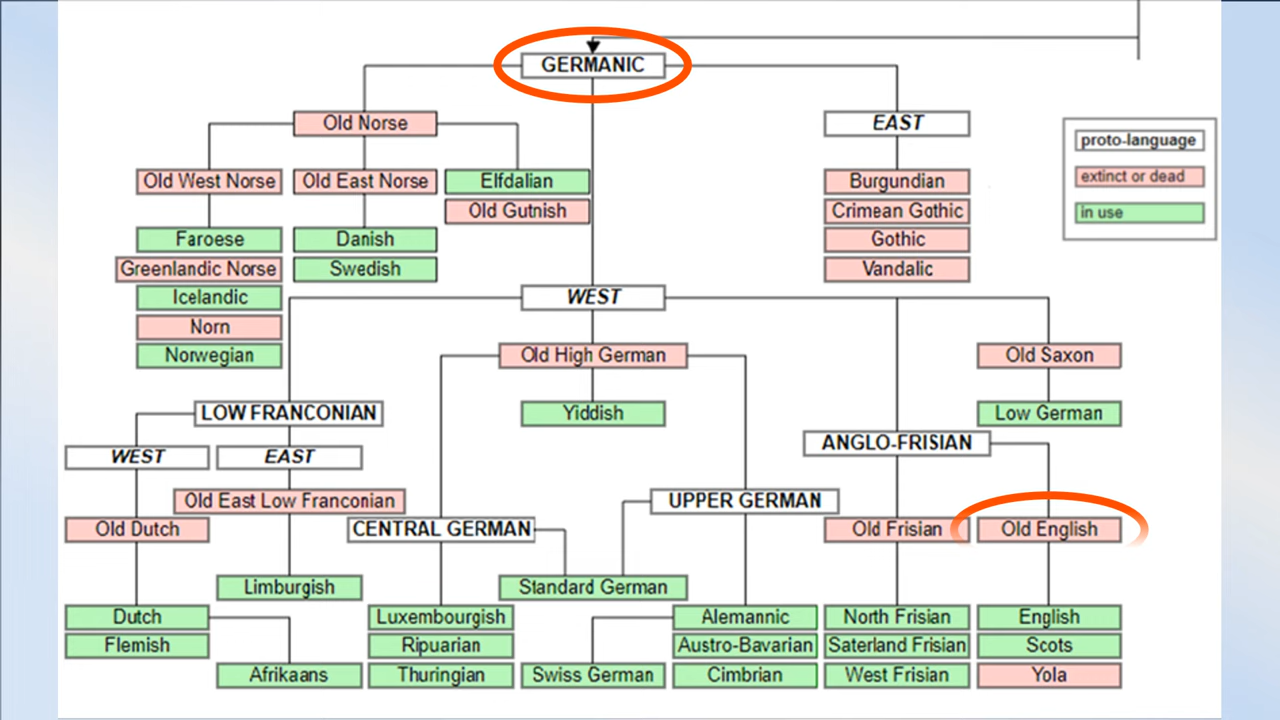 GERMANIC
Old Norse
EAST
proto-language
extinct or dead
in use
Old West Norse
Old East Norse
Elfdalian
Old Gutnish
Burgundian
Crimean Gothic
Gothic
Vandalic
Faroese
Greenlandic Norse
Icelandic
Norn
Norwegian
Danish
Swedish
WEST
Old High German
Old Saxon
Yiddish
Low German
LOW FRANCONIAN
ANGLO-FRISIAN
WEST
EAST
Old East Low Franconian
UPPER GERMAN
Old Dutch
CENTRAL GERMAN
Old Frisian
Old English
Limburgish
Standard German
Dutch
Flemish
Afrikaans
Luxembourgish
Ripuarian
Thuringian
Swiss German
Alemannic
Austro-Bavarian
Cimbrian
North Frisian
Saterland Frisian
West Frisian
English
Scots
Yola